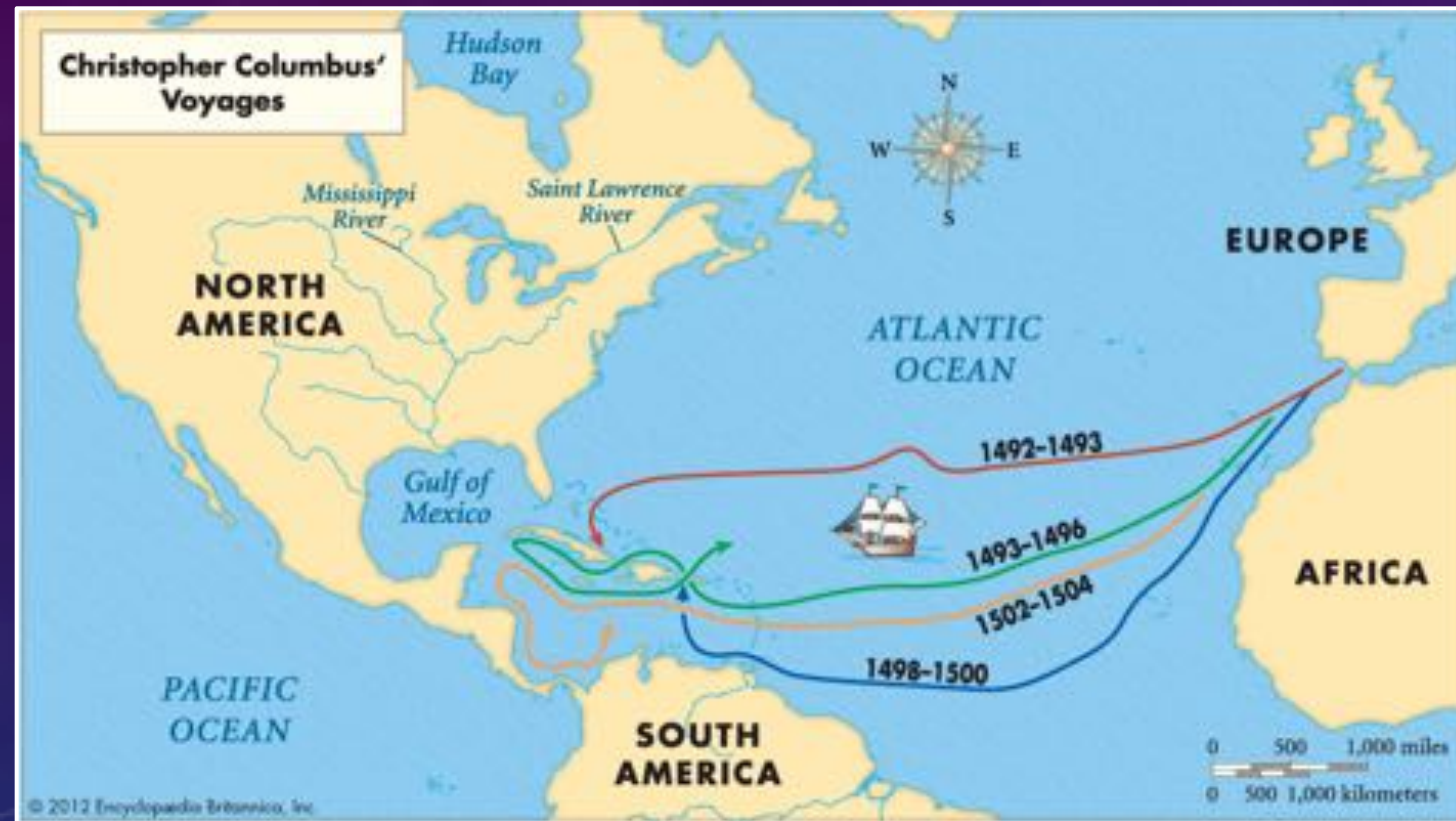 Christopher Columbus'
Voyages
Hudson
Bay
N
W
E
S
Mississippi
River
Saint Lawrence
River
EUROPE
NORTH
AMERICA
ATLANTIC
OCEAN
1492–1493
Gulf of
Mexico
1493–1496
AFRICA
1502–1504
1498–1500
PACIFIC
OCEAN
SOUTH
AMERICA
0 500 1,000 miles
0 500 1,000 kilometers
© 2012 Encyclopædia Britannica, Inc.